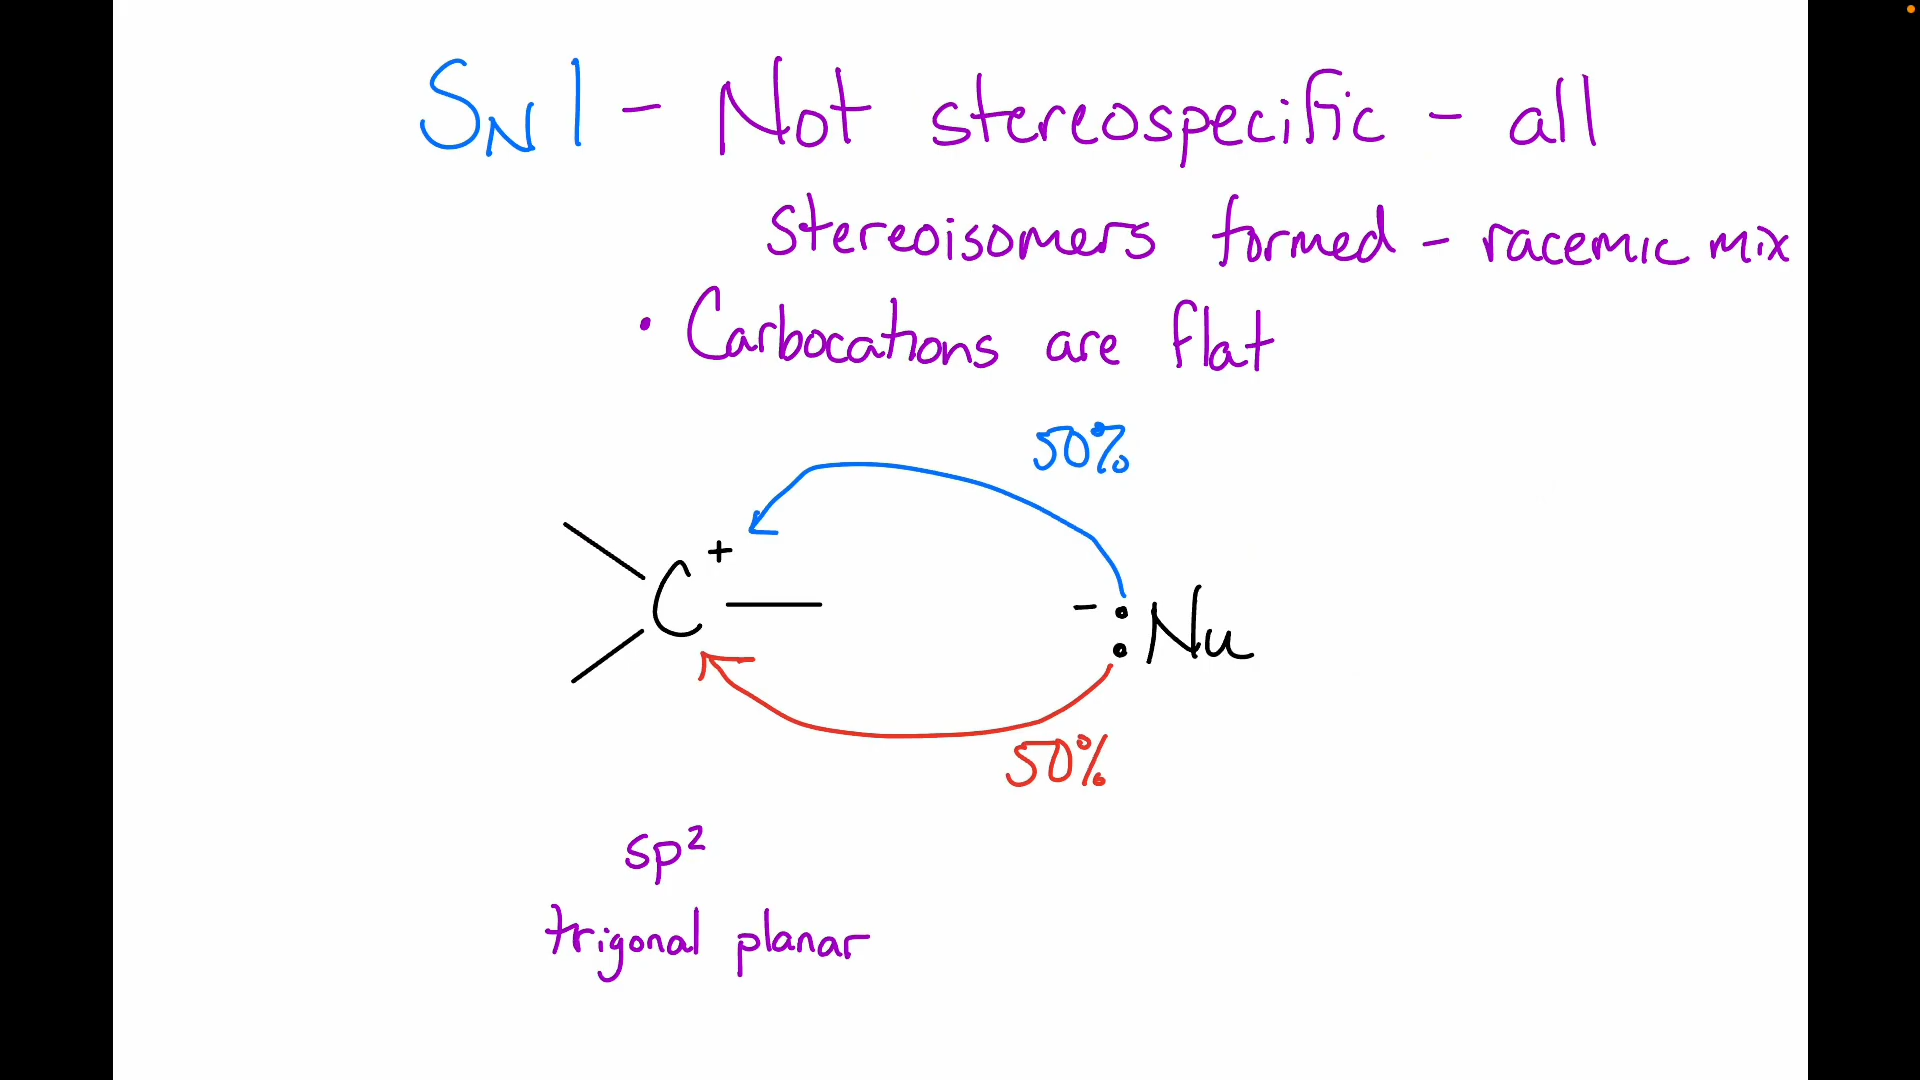 SN1 - Not stereospecific - all
stereoisomers formed - racemic mix
• Carbocations are flat
50%
C+
- : Nu
50%
sp²
trigonal planar